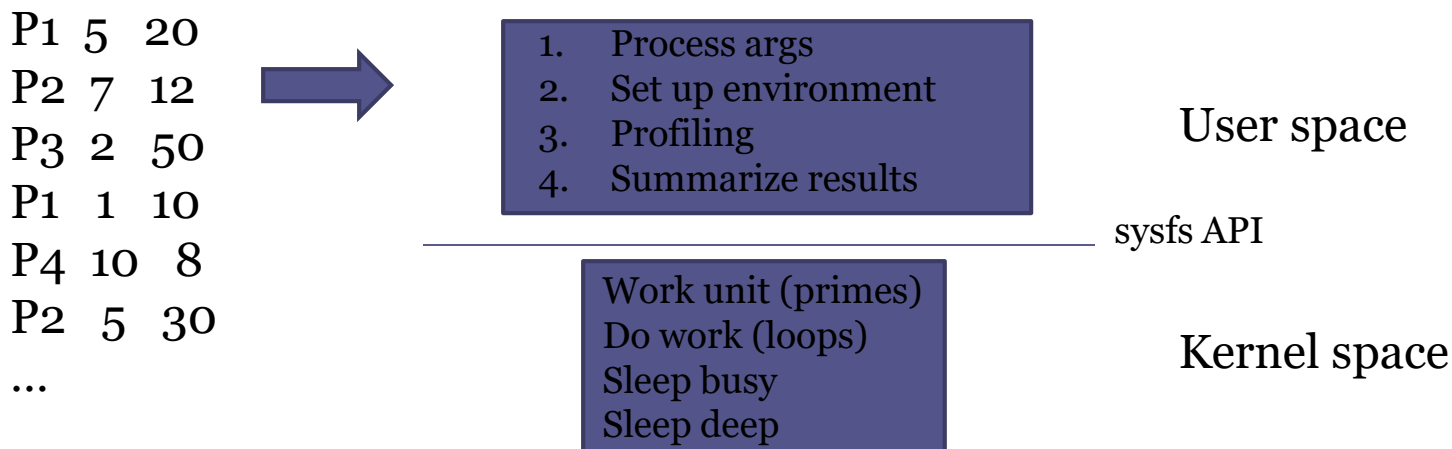 P1 5 20
P2 7 12
P3 2 50
P1 1 10
P4 10 8
P2 5 30
...
1. Process args
2. Set up environment
3. Profiling
4. Summarize results
User space
sysfs API
Work unit (primes)
Do work (loops)
Sleep busy
Sleep deep
Kernel space